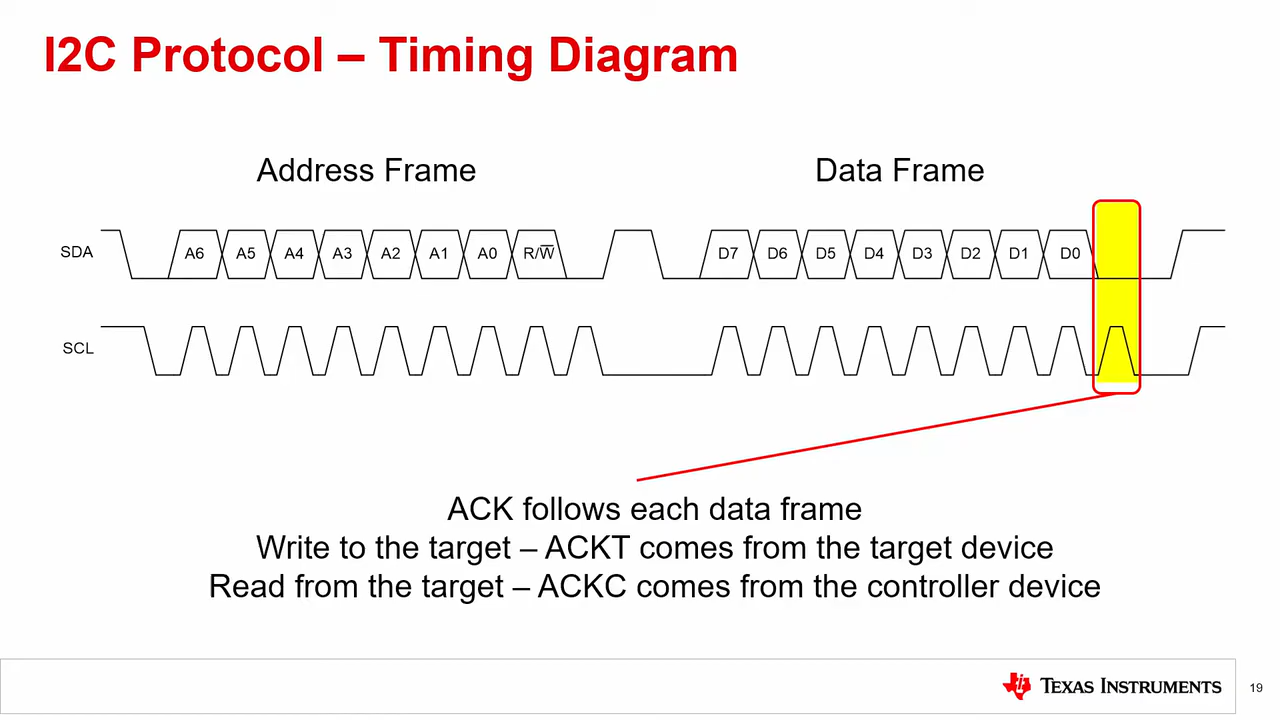 I2C Protocol – Timing Diagram
Address Frame
Data Frame
SDA
A6
A5
A4
A3
A2
A1
A0
R/W̅
D7
D6
D5
D4
D3
D2
D1
D0
SCL
ACK follows each data frame
Write to the target – ACKT comes from the target device
Read from the target – ACKC comes from the controller device
TEXAS INSTRUMENTS
19